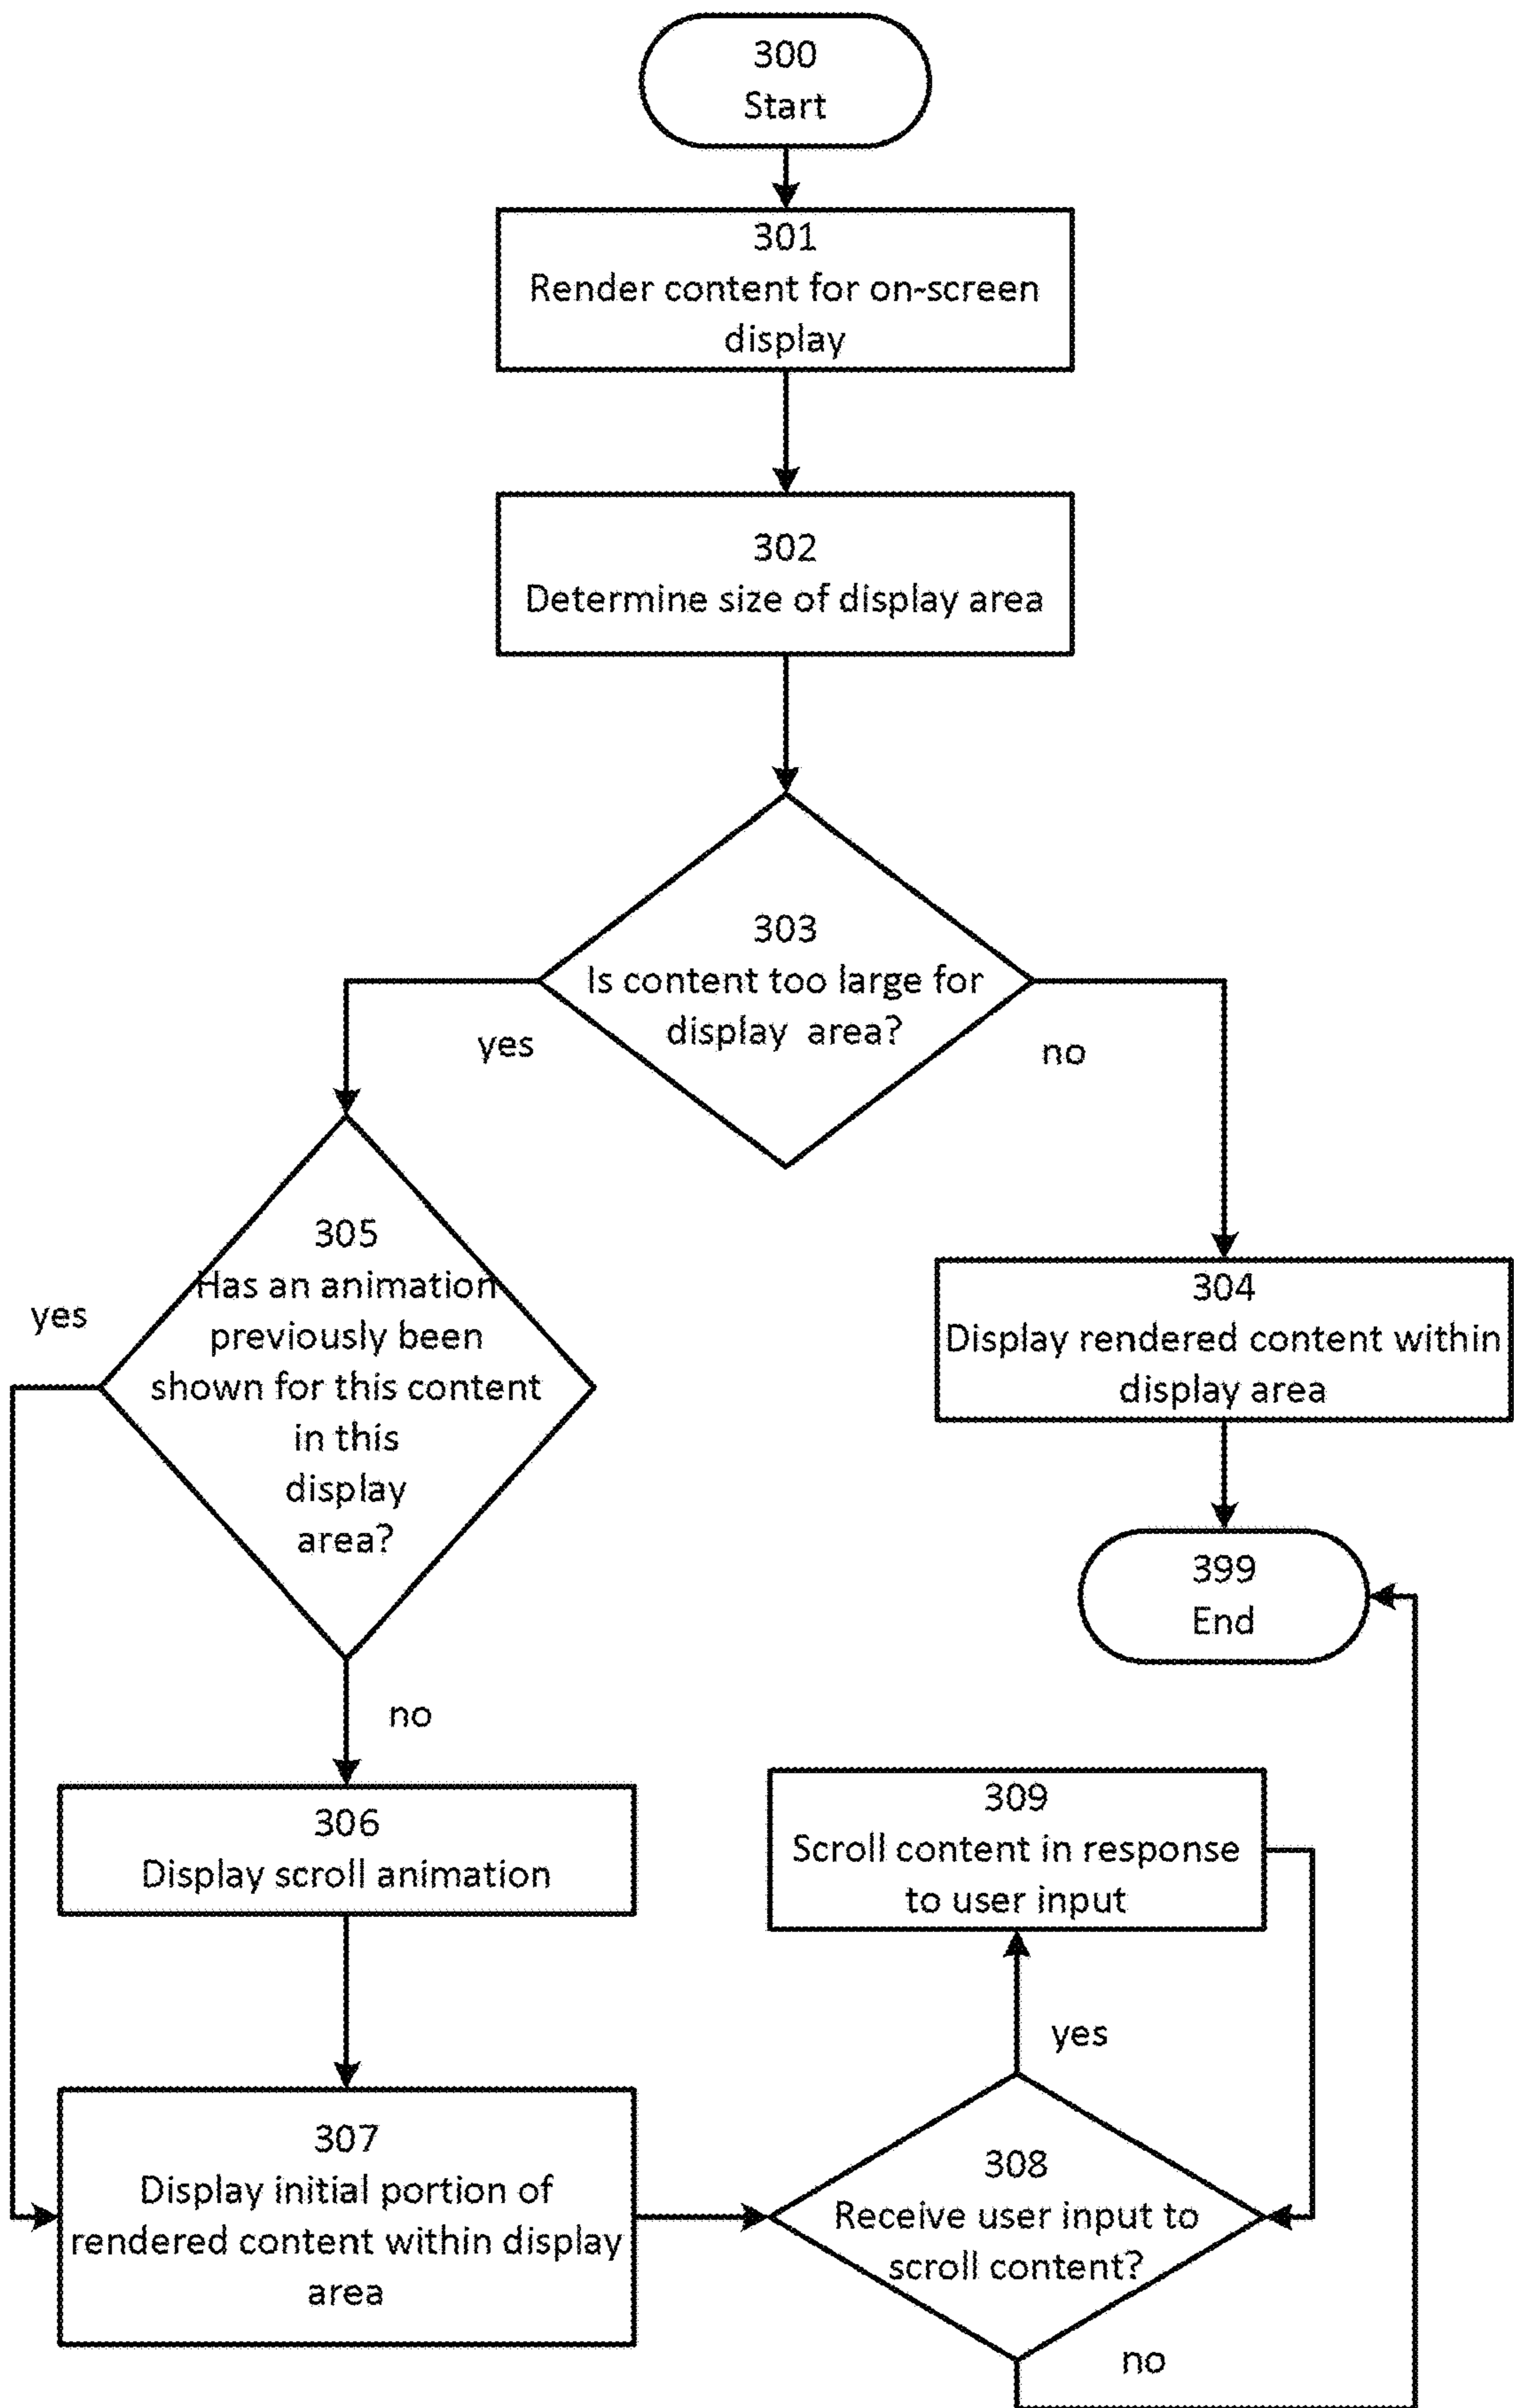 300
Start
301
Render content for on-screen
display
302
Determine size of display area
303
Is content too large for
display area?
yes
no
305
Has an animation
previously been
shown for this content
in this
display
area?
yes
304
Display rendered content within
display area
399
End
no
306
Display scroll animation
309
Scroll content in response
to user input
yes
307
Display initial portion of
rendered content within display
area
308
Receive user input to
scroll content?
no